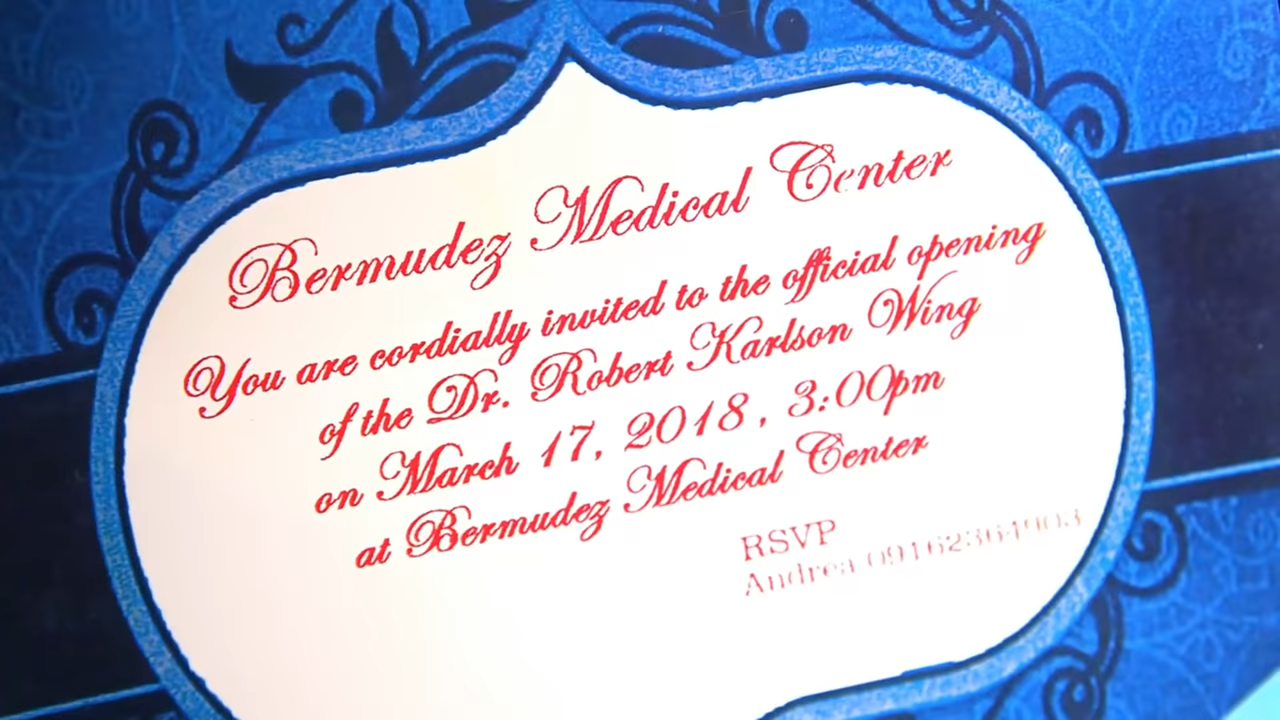 Bermudez Medical Center
You are cordially invited to the official opening
of the Dr. Robert Karlson Wing
on March 17, 2018, 3:00pm
at Bermudez Medical Center
RSVP
Andrea 09162364903